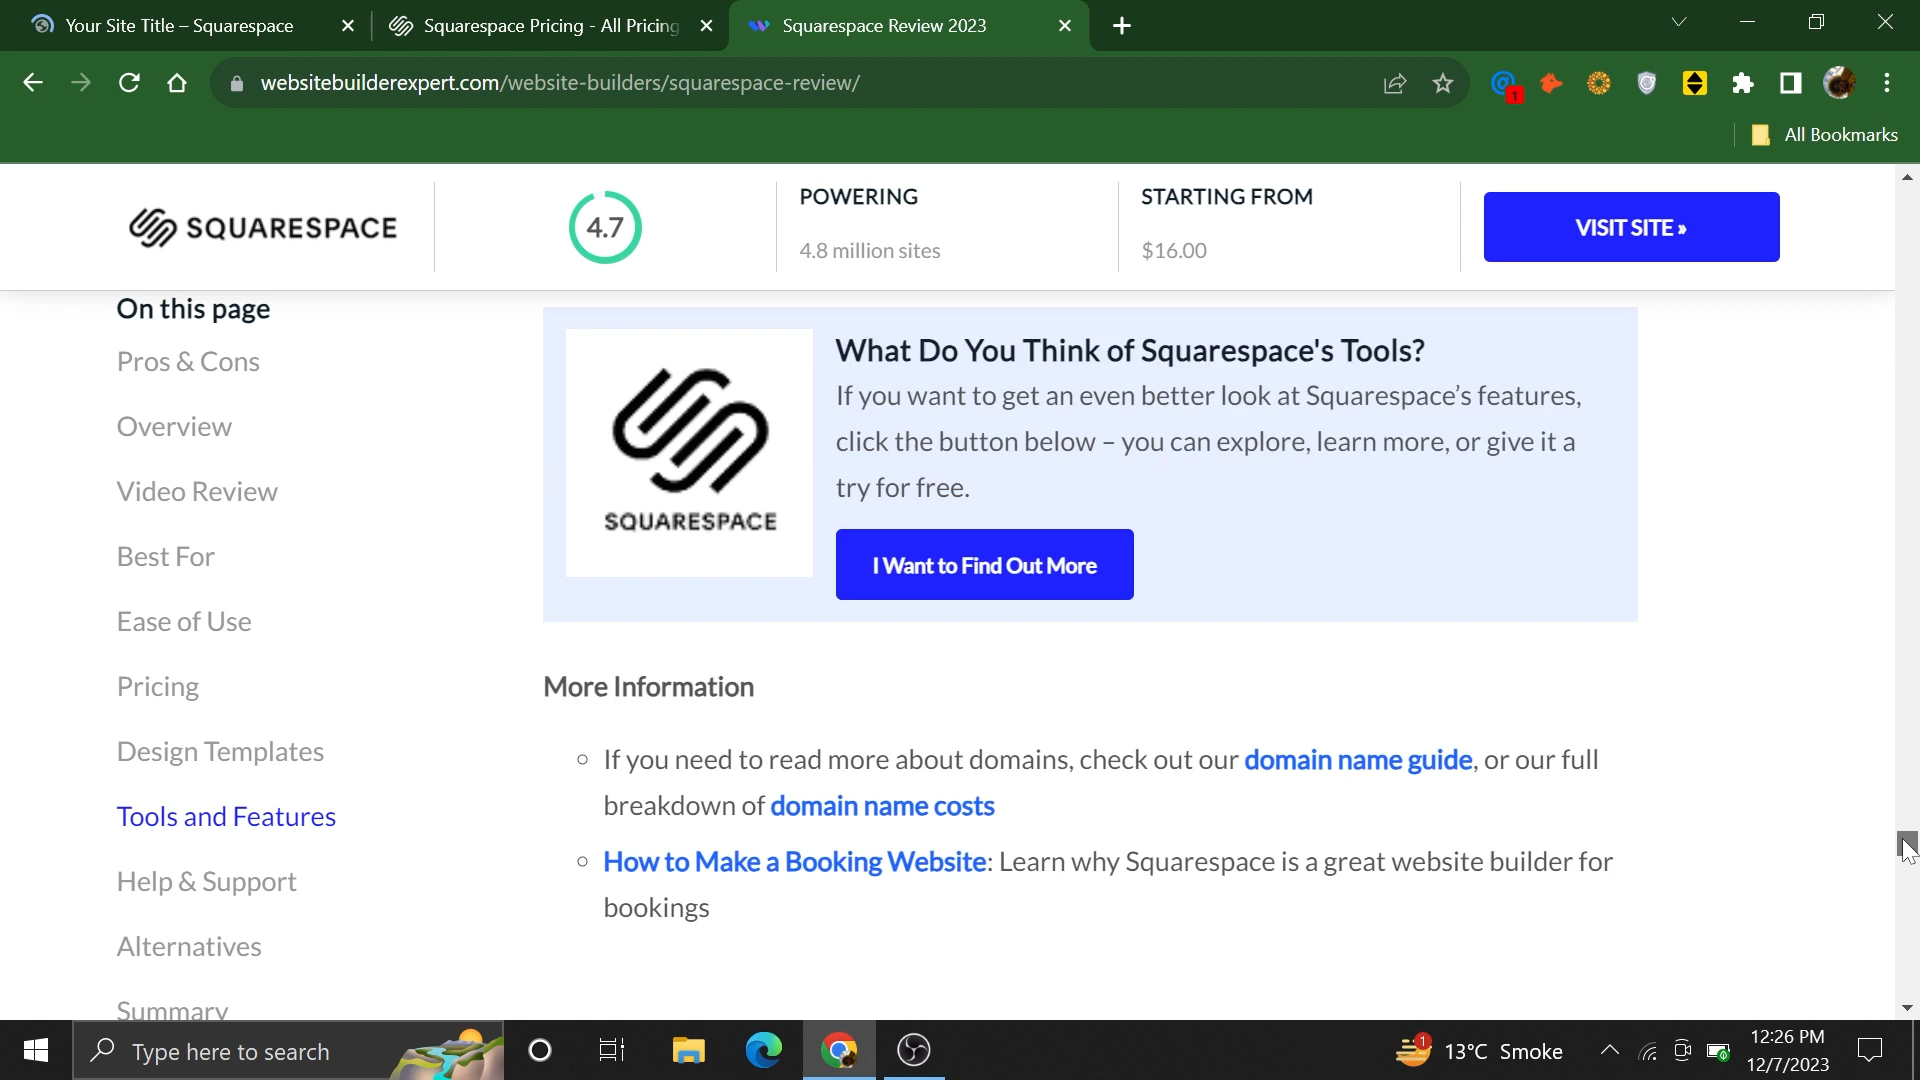 Your Site Title – Squarespace
Squarespace Pricing - All Pricing
Squarespace Review 2023
websitebuilderexpert.com/website-builders/squarespace-review/
1
All Bookmarks
SQUARESPACE
4.7
POWERING
4.8 million sites
STARTING FROM
$16.00
VISIT SITE »
On this page
Pros & Cons
Overview
Video Review
Best For
Ease of Use
Pricing
Design Templates
Tools and Features
Help & Support
Alternatives
Summary
SQUARESPACE
What Do You Think of Squarespace's Tools?
If you want to get an even better look at Squarespace’s features,
click the button below – you can explore, learn more, or give it a
try for free.
I Want to Find Out More
More Information
If you need to read more about domains, check out our domain name guide, or our full
breakdown of domain name costs
How to Make a Booking Website: Learn why Squarespace is a great website builder for
bookings
Type here to search
1
13°C Smoke
12:26 PM
12/7/2023